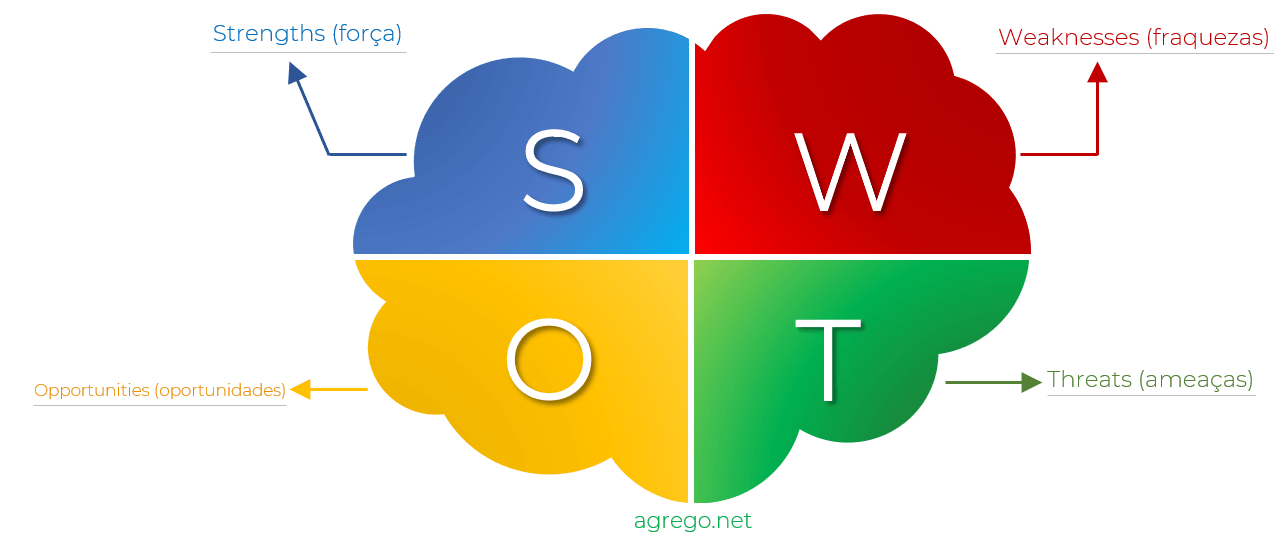 Strengths (força)
Weaknesses (fraquezas)
S
W
O
T
Opportunities (oportunidades)
Threats (ameaças)
agrego.net